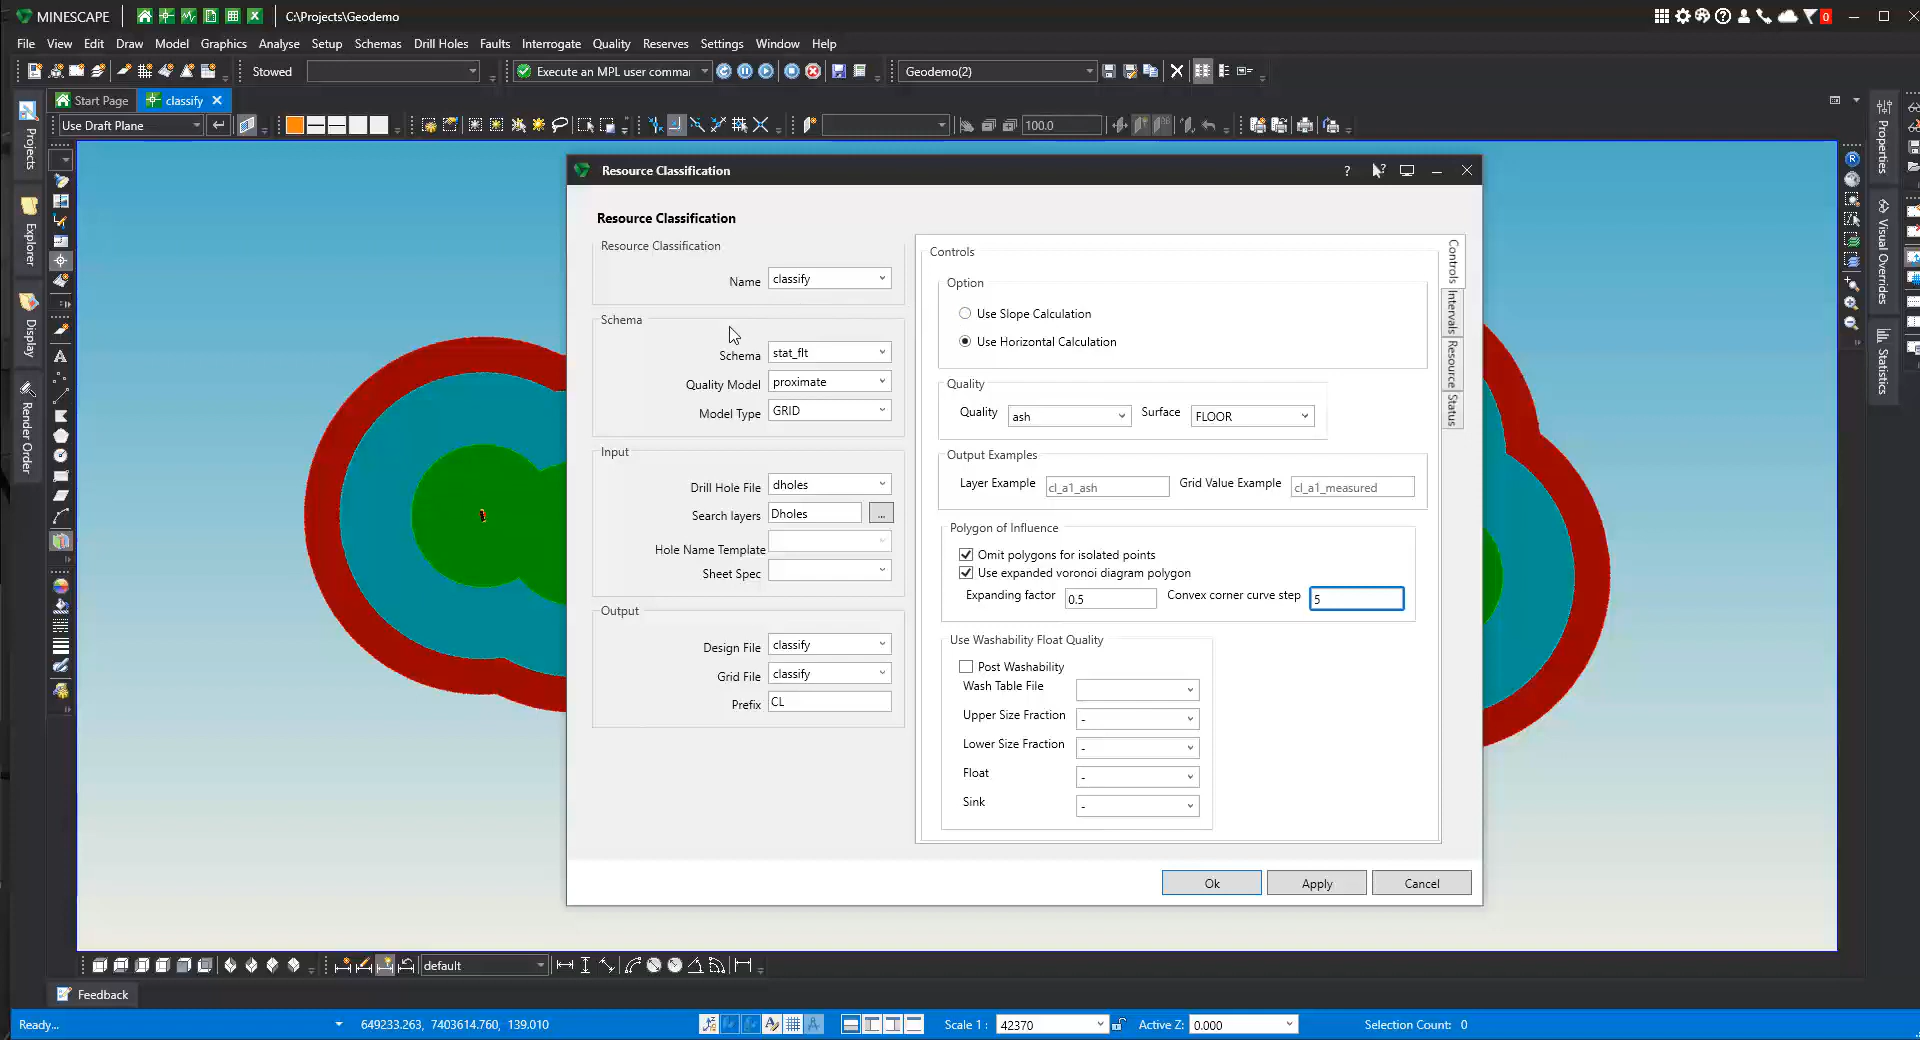 MINESCAPE C:\Projects\Geodemo 0
File View Edit Draw Model Graphics Analyse Setup Schemas Drill Holes Faults Interrogate Quality Reserves Settings Window Help
Stowed Execute an MPL user commar Geodemo(2)
Start Page classify
Use Draft Plane 100.0
Projects
Explorer
Display
Render Order
Properties
Visual Overrides
Statistics
Resource Classification
Resource Classification
Resource Classification
Name classify
Schema
Schema stat_flt
Quality Model proximate
Model Type GRID
Input
Drill Hole File dholes
Search layers Dholes ...
Hole Name Template
Sheet Spec
Output
Design File classify
Grid File classify
Prefix CL
Controls
Intervals
Resource
Status
Controls
Option
Use Slope Calculation
Use Horizontal Calculation
Quality
Quality ash Surface FLOOR
Output Examples
Layer Example cl_a1_ash Grid Value Example cl_a1_measured
Polygon of Influence
Omit polygons for isolated points
Use expanded voronoi diagram polygon
Expanding factor 0.5 Convex corner curve step 5
Use Washability Float Quality
Post Washability
Wash Table File
Upper Size Fraction -
Lower Size Fraction -
Float -
Sink -
Ok Apply Cancel
default
Feedback
Ready... 649233.263, 7403614.760, 139.010 Scale 1 : 42370 Active Z: 0.000 Selection Count: 0